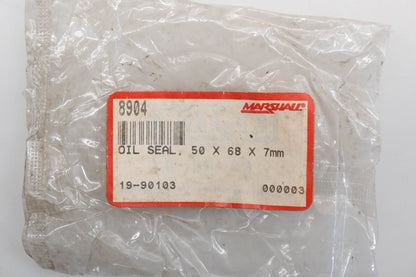 8904
MARSHALL
OIL SEAL, 50 X 68 X 7mm
19-90103 000003